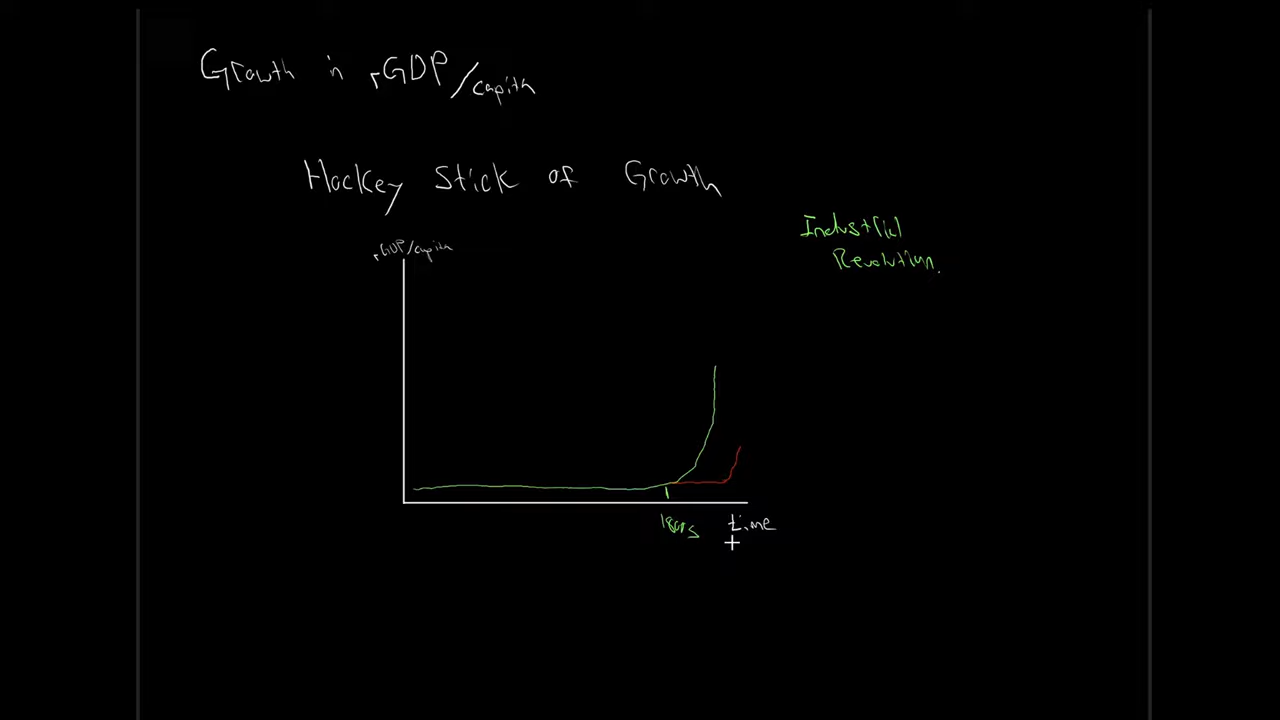 Growth in rGDP/capita
Hockey Stick of Growth
Industrial
Revolution.
rGDP/capita
1800s
time